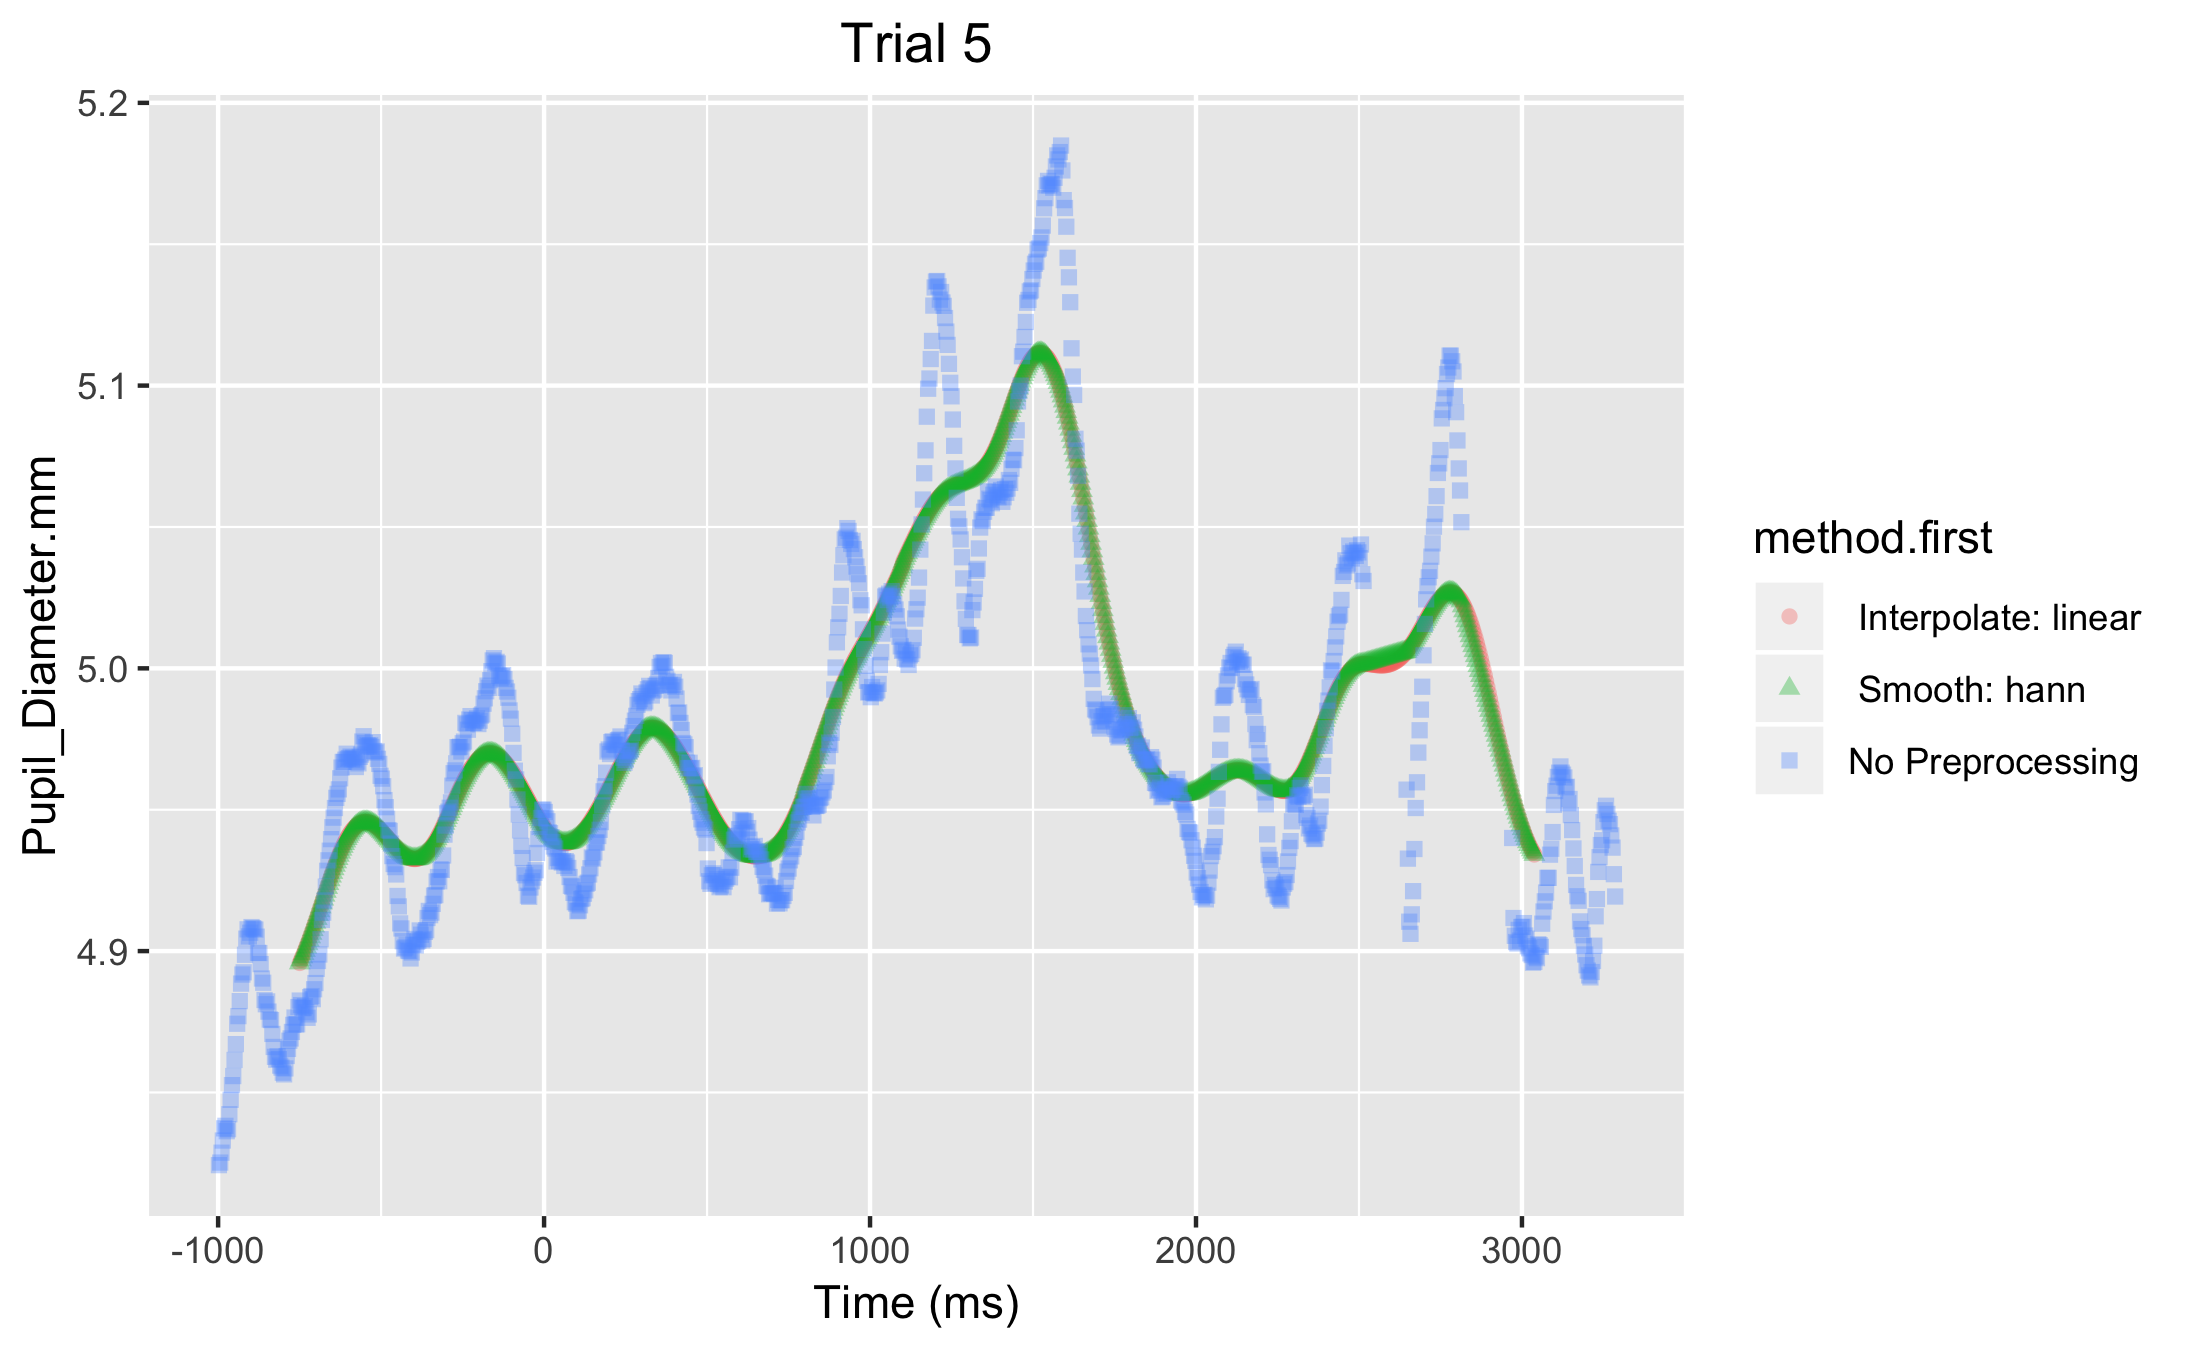 Trial 5
5.2
5.1
5.0
4.9
Pupil_Diameter.mm
-1000 0 1000 2000 3000
Time (ms)
method.first
Interpolate: linear
Smooth: hann
No Preprocessing